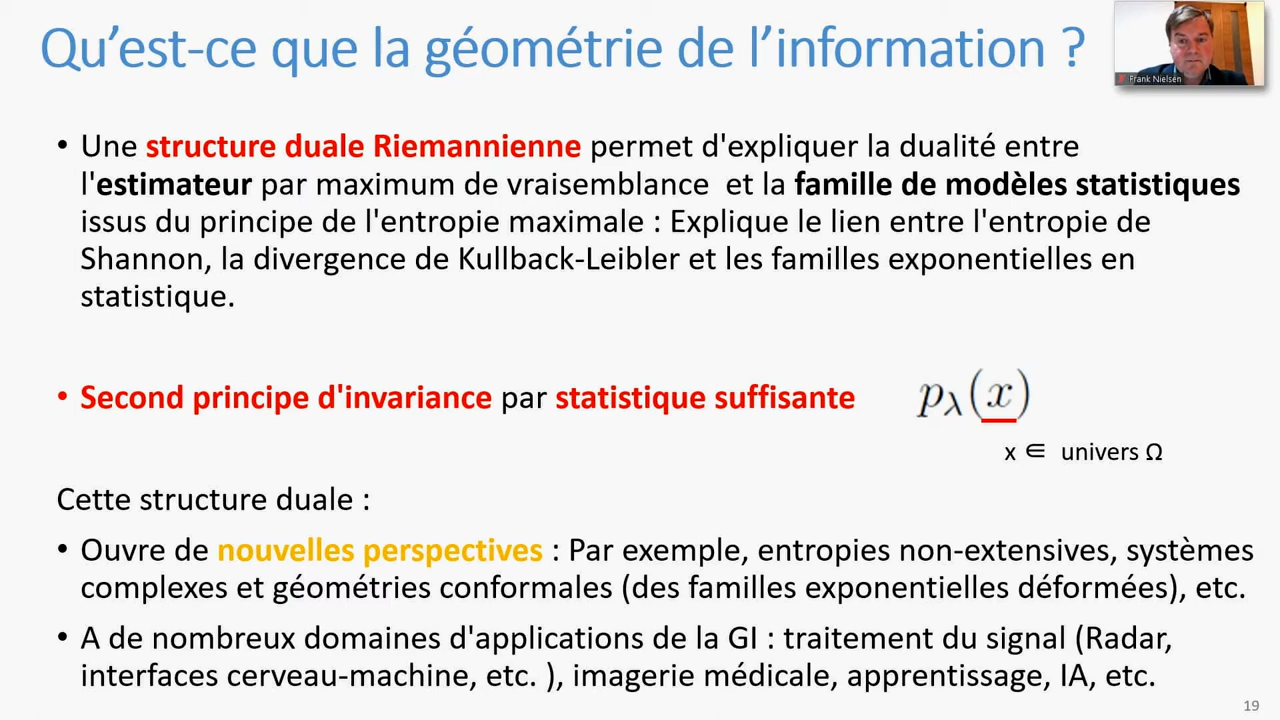 Qu’est-ce que la géométrie de l’information ?
Frank Nielsen
• Une structure duale Riemannienne permet d'expliquer la dualité entre
l'estimateur par maximum de vraisemblance et la famille de modèles statistiques
issus du principe de l'entropie maximale : Explique le lien entre l'entropie de
Shannon, la divergence de Kullback-Leibler et les familles exponentielles en
statistique.
• Second principe d'invariance par statistique suffisante
pλ(x)
x ∈ univers Ω
Cette structure duale :
• Ouvre de nouvelles perspectives : Par exemple, entropies non-extensives, systèmes
complexes et géométries conformales (des familles exponentielles déformées), etc.
• A de nombreux domaines d'applications de la GI : traitement du signal (Radar,
interfaces cerveau-machine, etc. ), imagerie médicale, apprentissage, IA, etc.
19